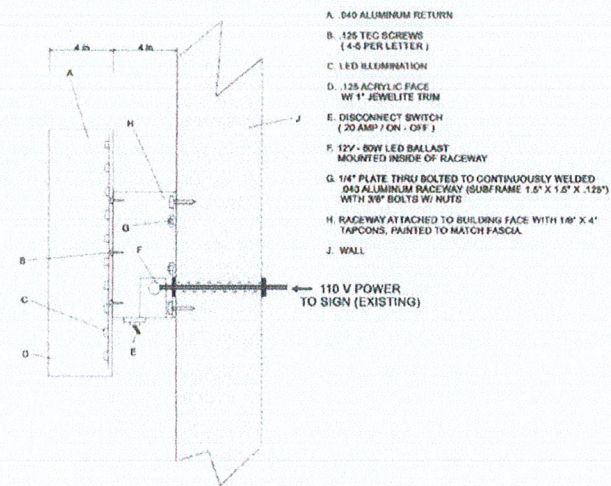 A. .040 ALUMINUM RETURN
B. .125 TEC SCREWS
( 4-5 PER LETTER )
C. LED ILLUMINATION
D. .125 ACRYLIC FACE
W/ 1" JEWELITE TRIM
E. DISCONNECT SWITCH
( 20 AMP / ON - OFF )
F. 12V - 60W LED BALLAST
MOUNTED INSIDE OF RACEWAY
G. 1/4" PLATE THRU BOLTED TO CONTINUOUSLY WELDED
.040 ALUMINUM RACEWAY (SUBFRAME 1.5" X 1.5" X .125")
WITH 3/8" BOLTS W/ NUTS
H. RACEWAY ATTACHED TO BUILDING FACE WITH X 4"
TAPCONS, PAINTED TO MATCH FASCIA.
J. WALL
4 in
4 in
A
H
J
G
F
B
C
D
E
110 V POWER
TO SIGN (EXISTING)